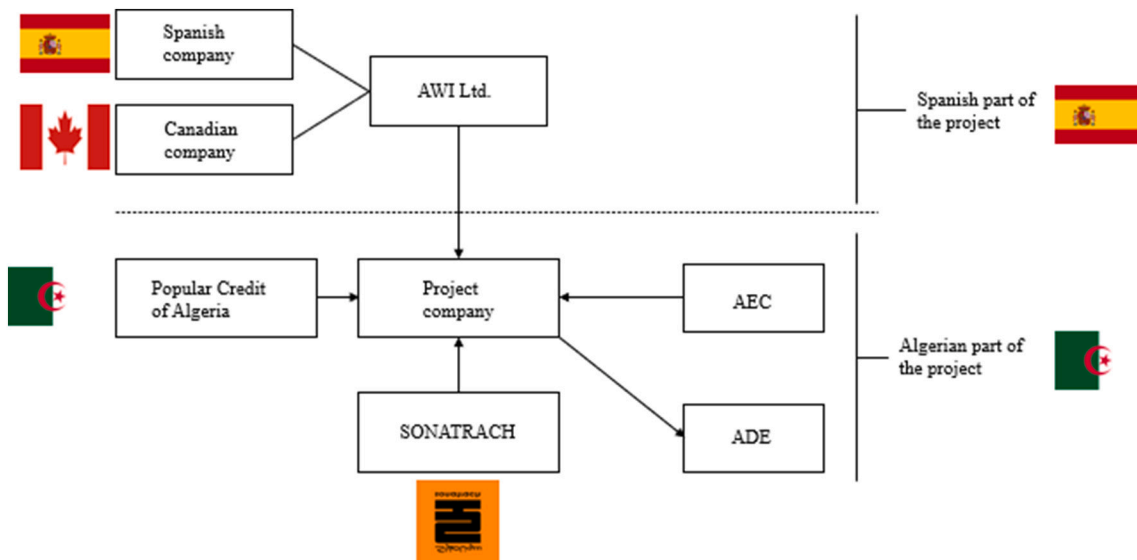 Spanish
company
AWI Ltd.
Canadian
company
Spanish part of
the project
Popular Credit
of Algeria
Project
company
AEC
Algerian part of
the project
SONATRACH
ADE